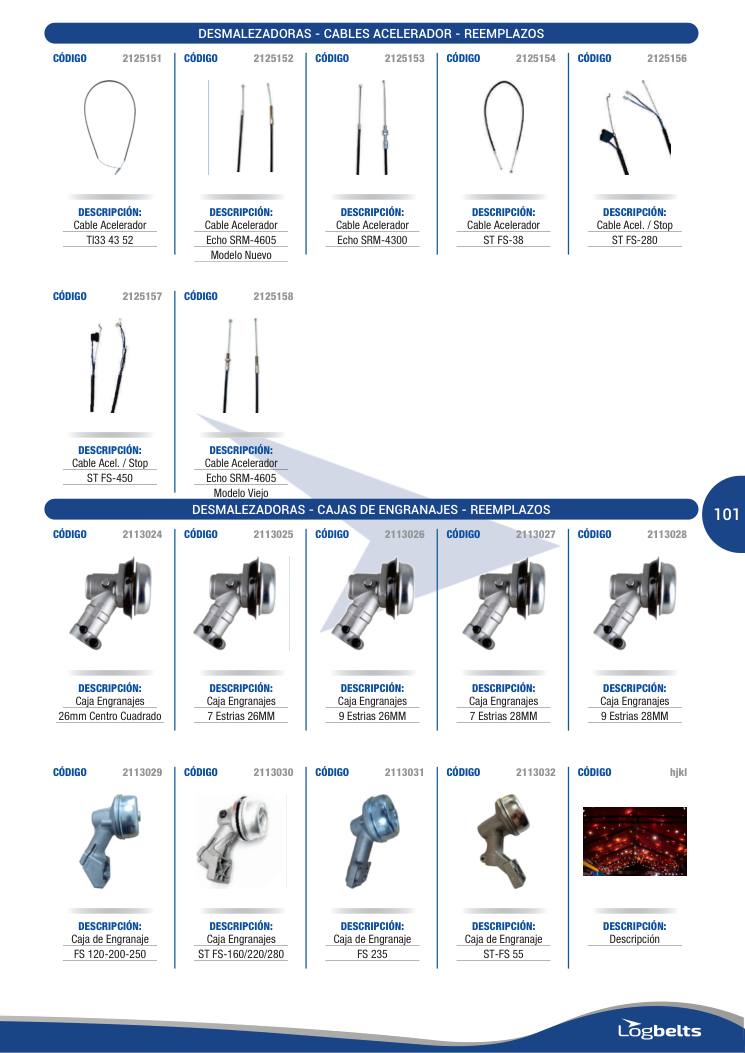 DESMALEZADORAS - CABLES ACELERADOR - REEMPLAZOS
CÓDIGO 2125151
DESCRIPCIÓN:
Cable Acelerador
Tl33 43 52
CÓDIGO 2125152
DESCRIPCIÓN:
Cable Acelerador
Echo SRM-4605
Modelo Nuevo
CÓDIGO 2125153
DESCRIPCIÓN:
Cable Acelerador
Echo SRM-4300
CÓDIGO 2125154
DESCRIPCIÓN:
Cable Acelerador
ST FS-38
CÓDIGO 2125156
DESCRIPCIÓN:
Cable Acel. / Stop
ST FS-280
CÓDIGO 2125157
DESCRIPCIÓN:
Cable Acel. / Stop
ST FS-450
CÓDIGO 2125158
DESCRIPCIÓN:
Cable Acelerador
Echo SRM-4605
Modelo Viejo
DESMALEZADORAS - CAJAS DE ENGRANAJES - REEMPLAZOS
101
CÓDIGO 2113024
DESCRIPCIÓN:
Caja Engranajes
26mm Centro Cuadrado
CÓDIGO 2113025
DESCRIPCIÓN:
Caja Engranajes
7 Estrias 26MM
CÓDIGO 2113026
DESCRIPCIÓN:
Caja Engranajes
9 Estrias 26MM
CÓDIGO 2113027
DESCRIPCIÓN:
Caja Engranajes
7 Estrias 28MM
CÓDIGO 2113028
DESCRIPCIÓN:
Caja Engranajes
9 Estrias 28MM
CÓDIGO 2113029
DESCRIPCIÓN:
Caja de Engranaje
FS 120-200-250
CÓDIGO 2113030
DESCRIPCIÓN:
Caja Engranajes
ST FS-160/220/280
CÓDIGO 2113031
DESCRIPCIÓN:
Caja de Engranaje
FS 235
CÓDIGO 2113032
DESCRIPCIÓN:
Caja de Engranaje
ST-FS 55
CÓDIGO hjkl
DESCRIPCIÓN:
Descripción
Logbelts